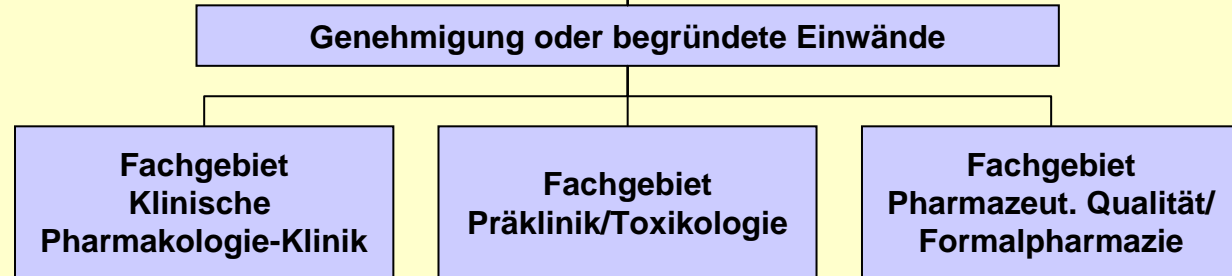 Genehmigung oder begründete Einwände
Fachgebiet
Klinische
Pharmakologie-Klinik
Fachgebiet
Präklinik/Toxikologie
Fachgebiet
Pharmazeut. Qualität/
Formalpharmazie